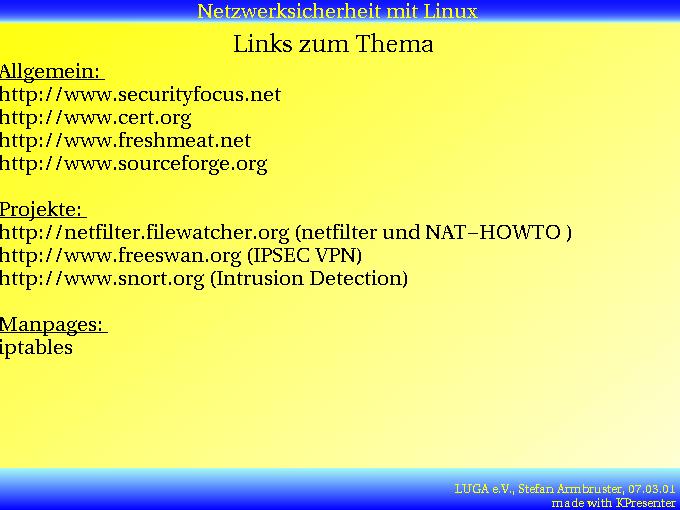 Netzwerksicherheit mit Linux
Links zum Thema
Allgemein:
http://www.securityfocus.net
http://www.cert.org
http://www.freshmeat.net
http://www.sourceforge.org
Projekte:
http://netfilter.filewatcher.org (netfilter und NAT-HOWTO )
http://www.freeswan.org (IPSEC VPN)
http://www.snort.org (Intrusion Detection)
Manpages:
iptables
LUGA e.V., Stefan Armbruster, 07.03.01
made with KPresenter